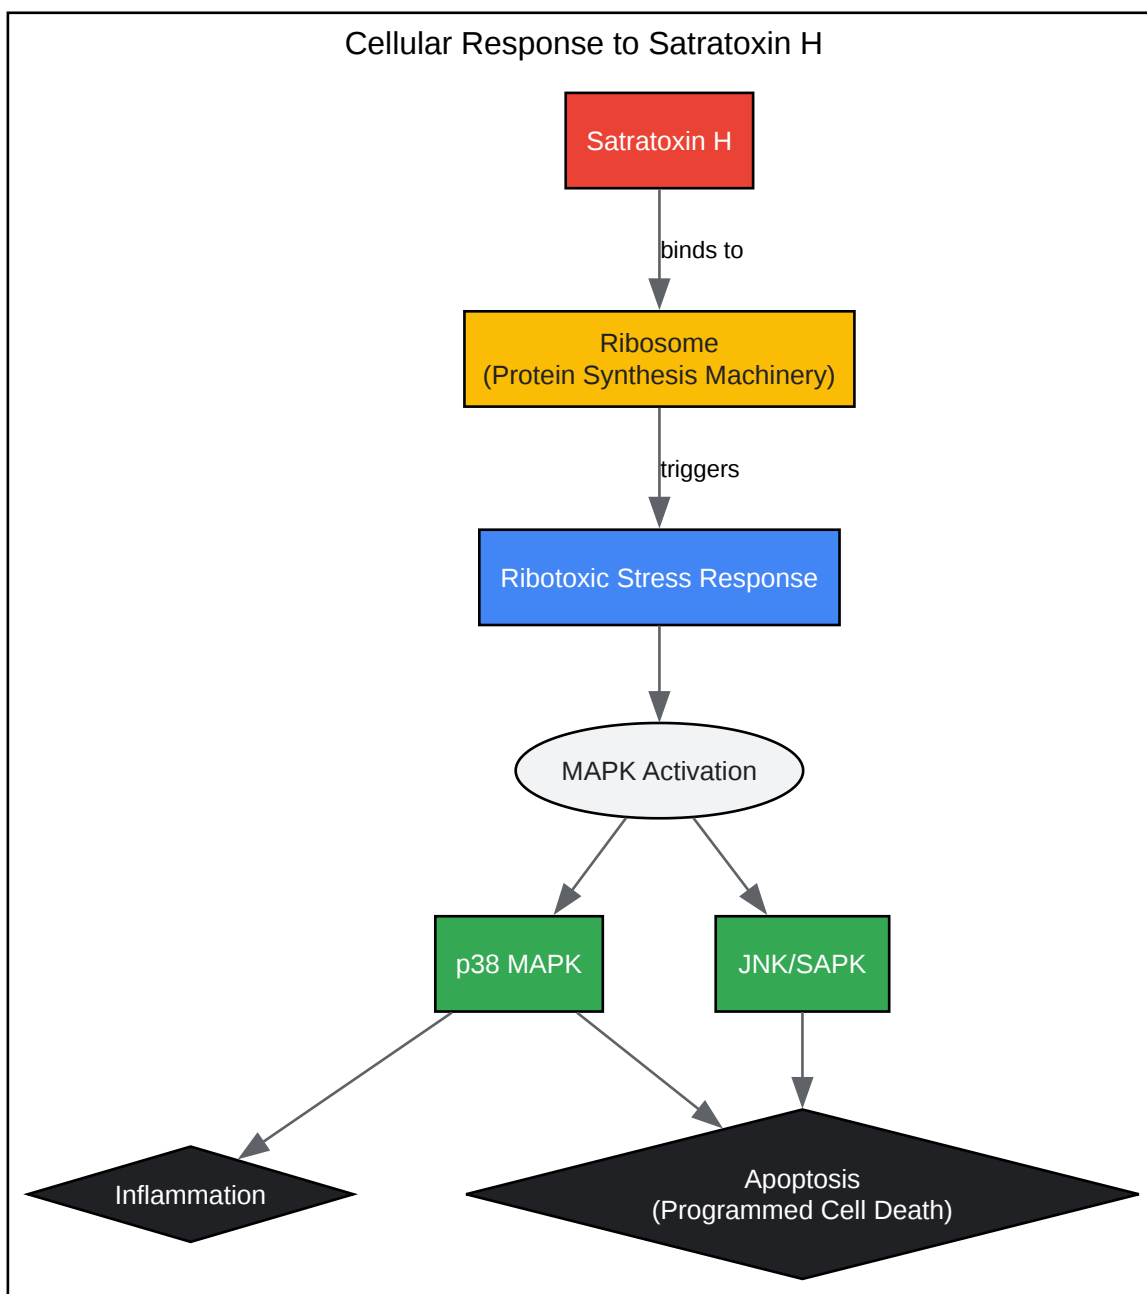 Cellular Response to Satratoxin H
Satratoxin H
binds to
Ribosome
(Protein Synthesis Machinery)
triggers
Ribotoxic Stress Response
MAPK Activation
p38 MAPK
JNK/SAPK
Inflammation
Apoptosis
(Programmed Cell Death)